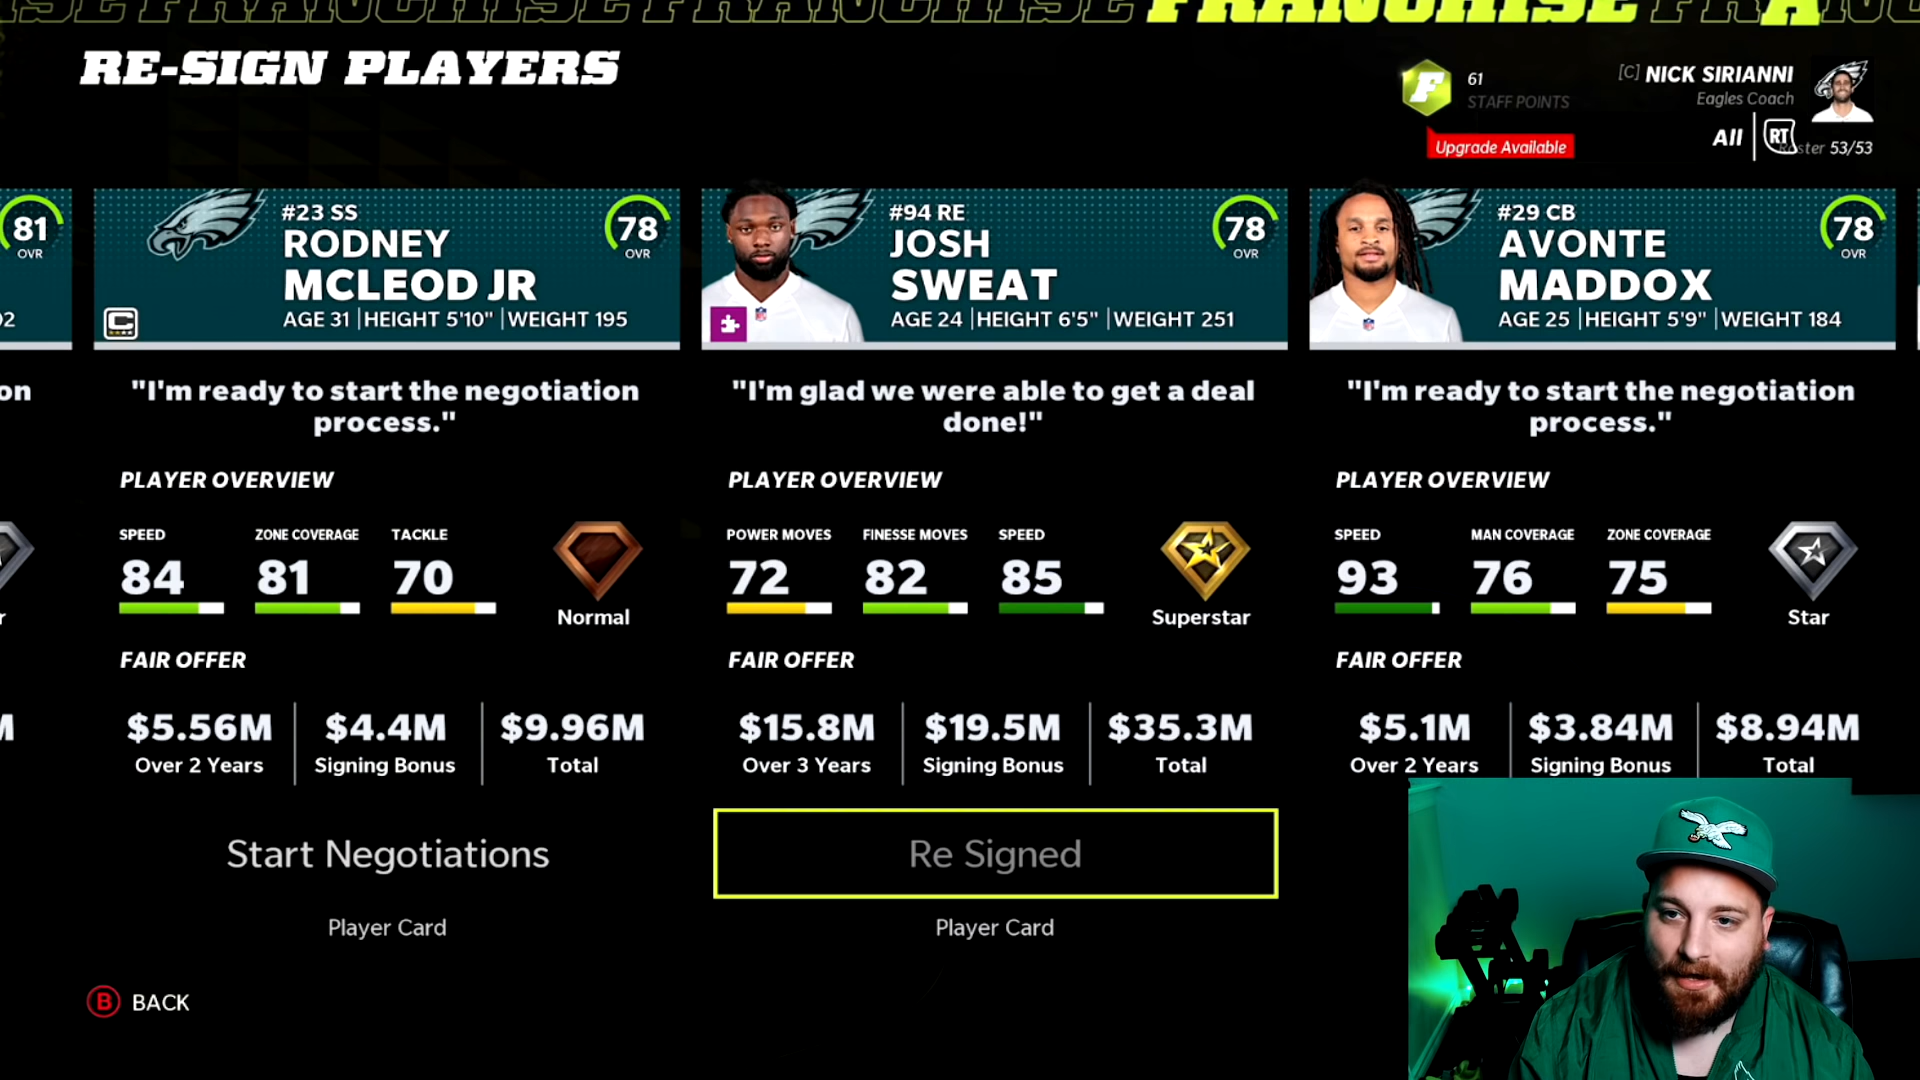 FRANCHISE FRANCHISE FRANCHISE
RE-SIGN PLAYERS
61
STAFF POINTS
Upgrade Available
[C] NICK SIRIANNI
Eagles Coach
All
RT
Roster 53/53
81
OVR
#23 SS
RODNEY
MCLEOD JR
AGE 31 | HEIGHT 5'10" | WEIGHT 195
78
OVR
C
"I'm ready to start the negotiation
process."
PLAYER OVERVIEW
SPEED
84
ZONE COVERAGE
81
TACKLE
70
Normal
FAIR OFFER
$5.56M
Over 2 Years
$4.4M
Signing Bonus
$9.96M
Total
Start Negotiations
Player Card
#94 RE
JOSH
SWEAT
AGE 24 | HEIGHT 6'5" | WEIGHT 251
78
OVR
"I'm glad we were able to get a deal
done!"
PLAYER OVERVIEW
POWER MOVES
72
FINESSE MOVES
82
SPEED
85
Superstar
FAIR OFFER
$15.8M
Over 3 Years
$19.5M
Signing Bonus
$35.3M
Total
Re Signed
Player Card
#29 CB
AVONTE
MADDOX
AGE 25 | HEIGHT 5'9" | WEIGHT 184
78
OVR
"I'm ready to start the negotiation
process."
PLAYER OVERVIEW
SPEED
93
MAN COVERAGE
76
ZONE COVERAGE
75
Star
FAIR OFFER
$5.1M
Over 2 Years
$3.84M
Signing Bonus
$8.94M
Total
B BACK